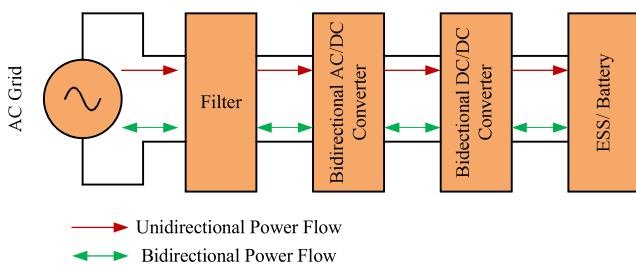 AC Grid
Filter
Bidirectional AC/DC
Converter
Bidectional DC/DC
Converter
ESS/ Battery
Unidirectional Power Flow
Bidirectional Power Flow